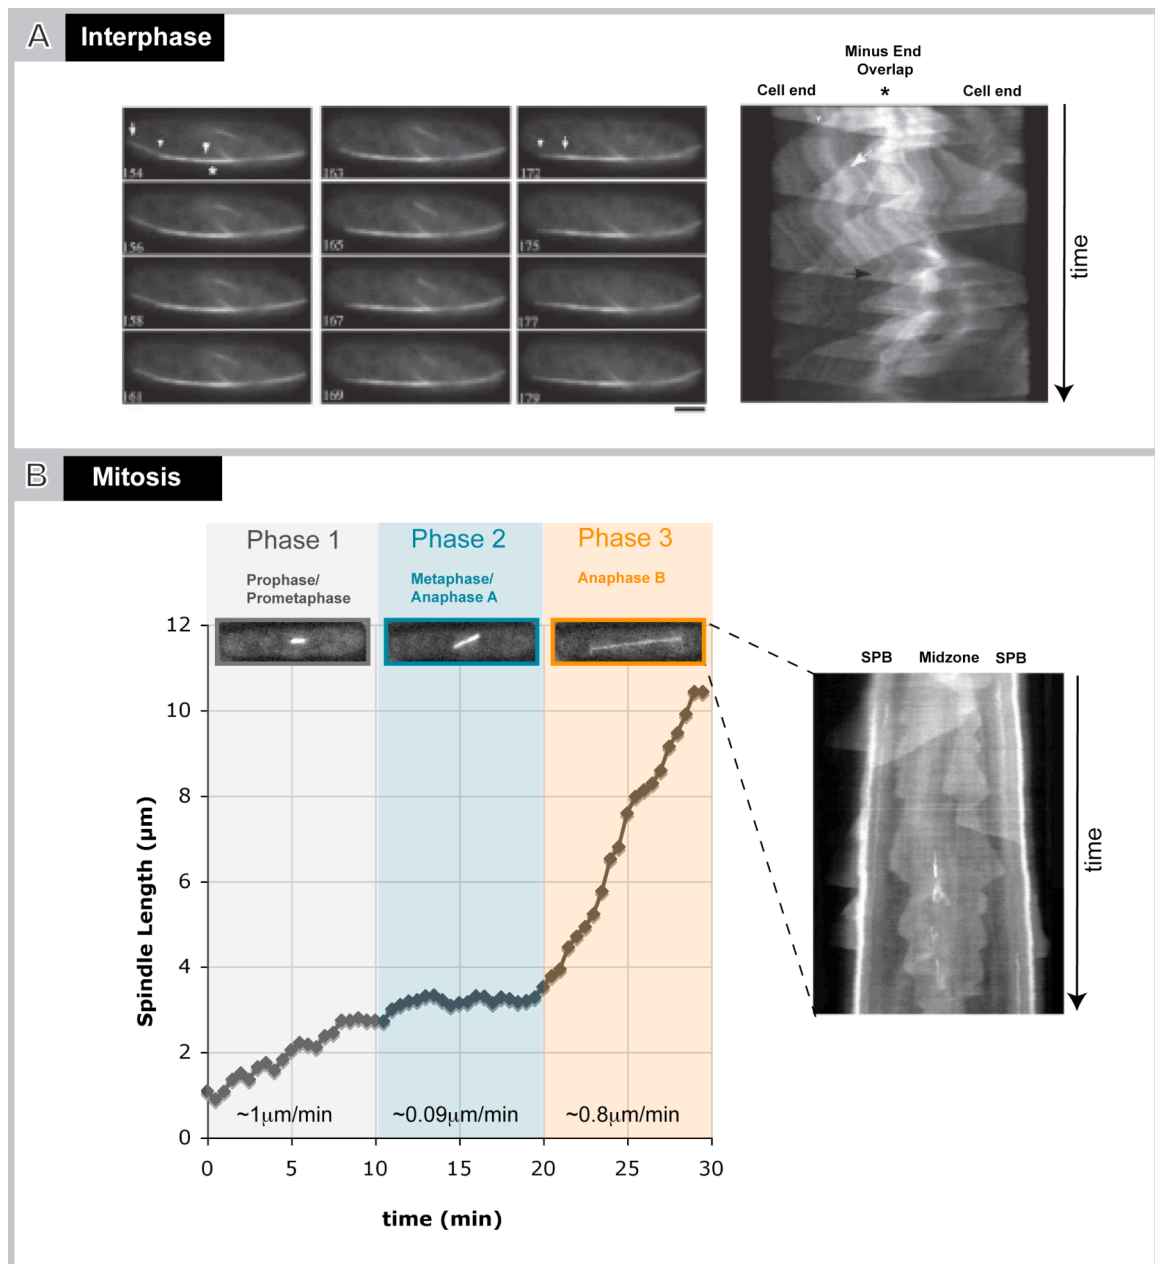 A
Interphase
Minus End
Overlap
Cell end
*
Cell end
154
163
172
156
165
175
158
167
177
161
169
179
*
time
B
Mitosis
Phase 1
Phase 2
Phase 3
Prophase/
Prometaphase
Metaphase/
Anaphase A
Anaphase B
12
10
8
6
4
2
0
Spindle Length (µm)
~1µm/min
~0.09µm/min
~0.8µm/min
0
5
10
15
20
25
30
time (min)
SPB
Midzone
SPB
time